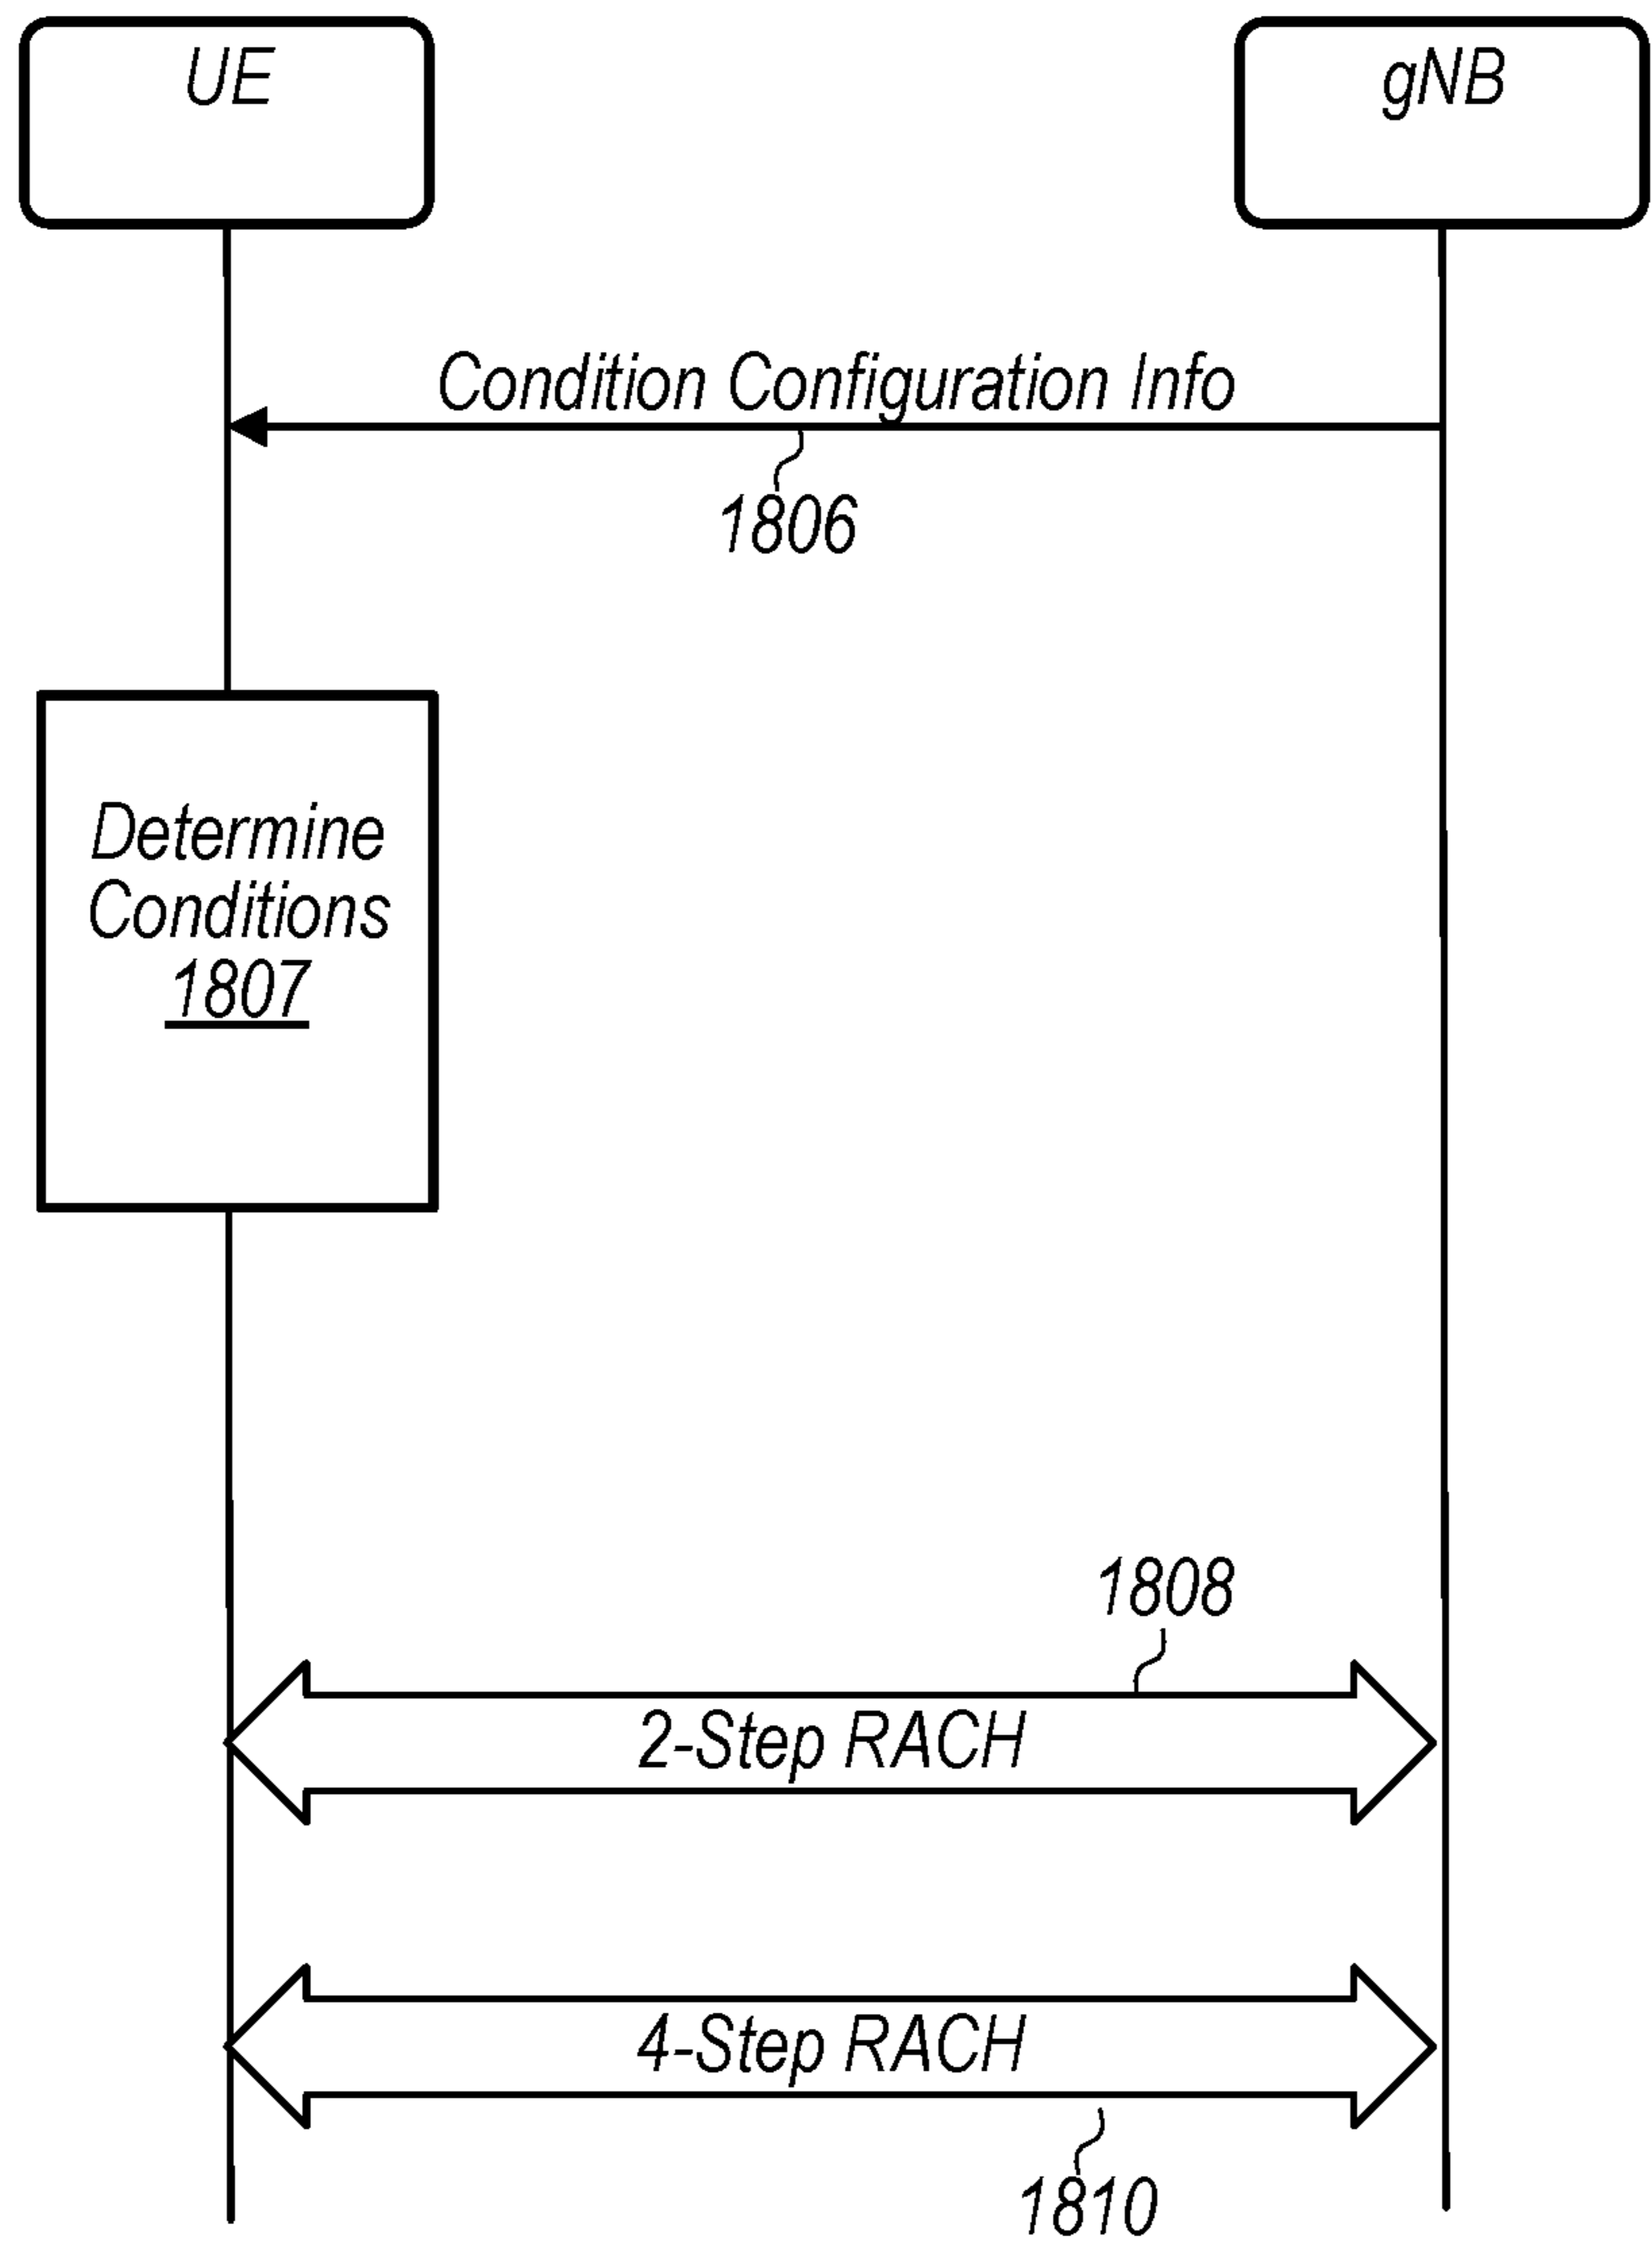 UE
gNB
Condition Configuration Info
1806
Determine
Conditions
1807
1808
2-Step RACH
4-Step RACH
1810